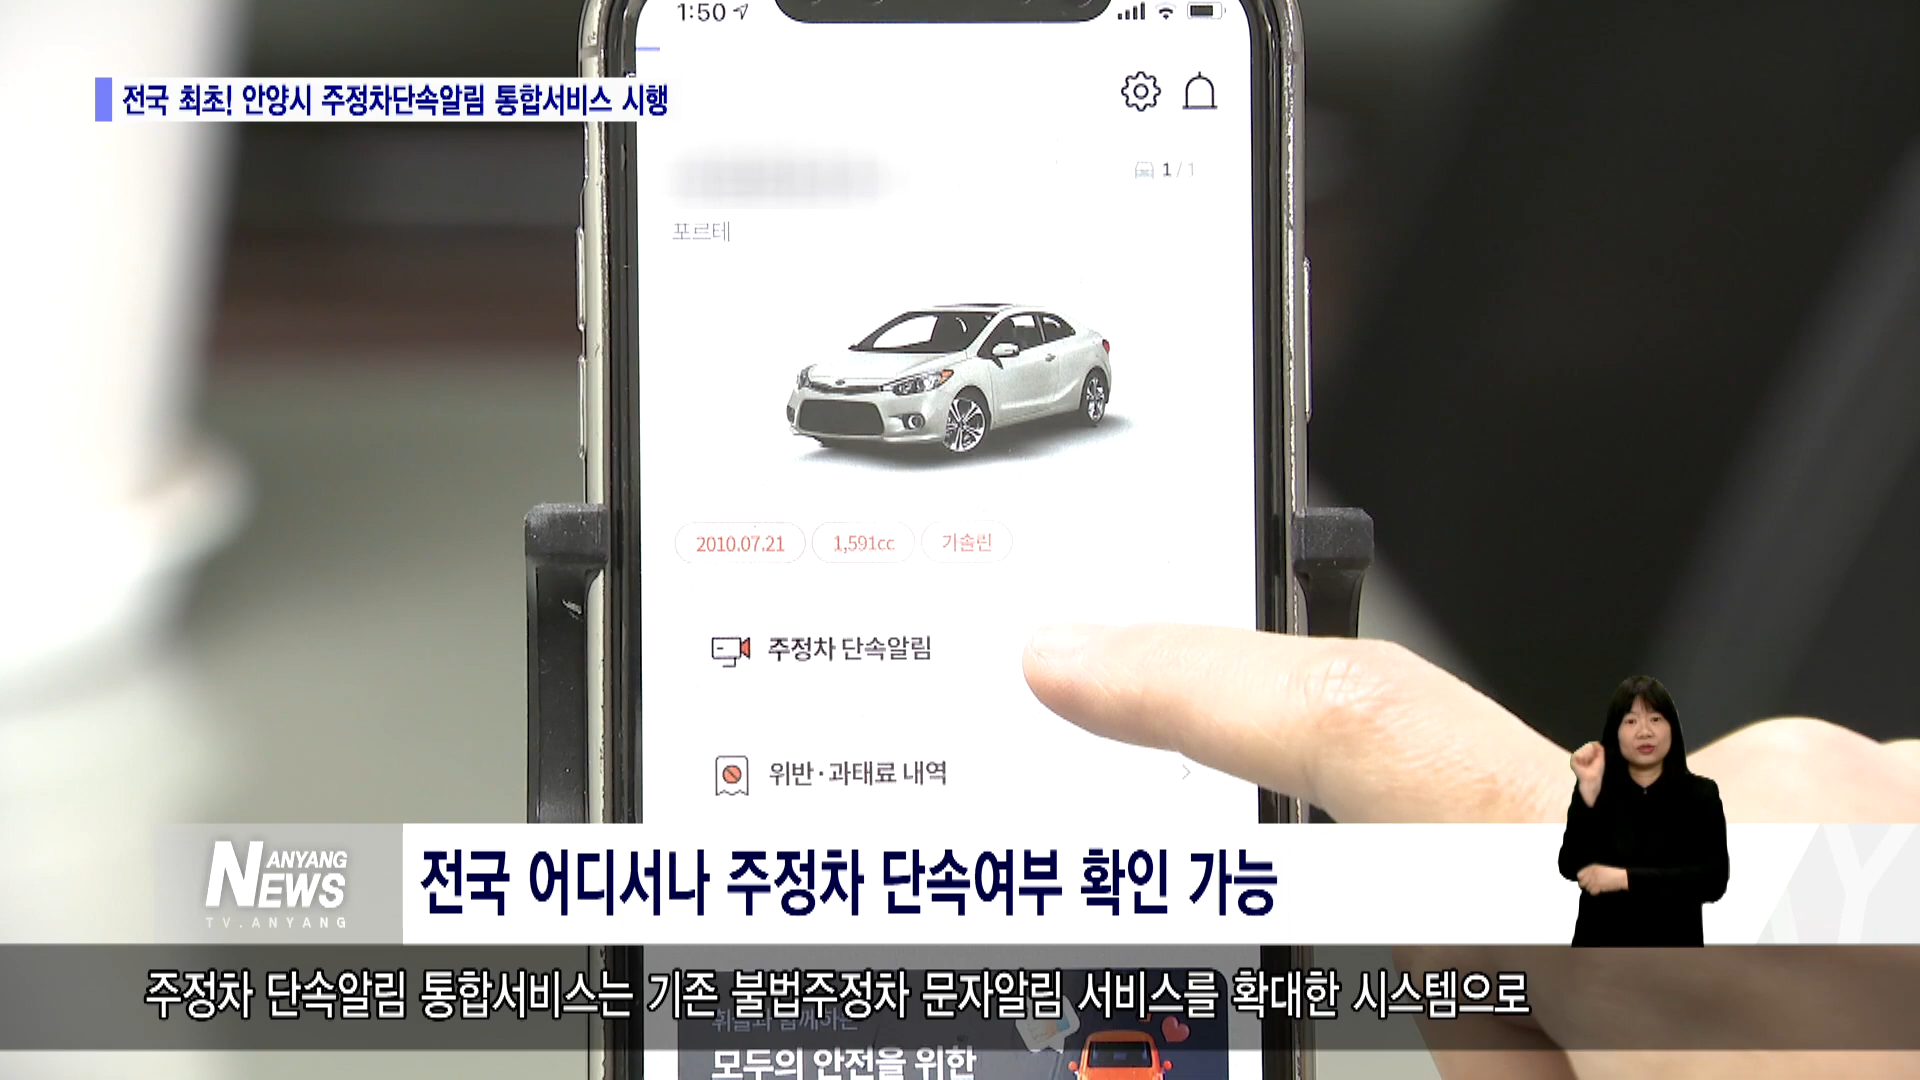 1:50
전국 최초! 안양시 주정차단속알림 통합서비스 시행
1 / 1
포르테
2010.07.21 1,591cc 가솔린
주정차 단속알림
위반·과태료 내역
NANYANG
NEWS
TV.ANYANG
전국 어디서나 주정차 단속여부 확인 가능
주정차 단속알림 통합서비스는 기존 불법주정차 문자알림 서비스를 확대한 시스템으로
함께하는
모두의 안전을 위한